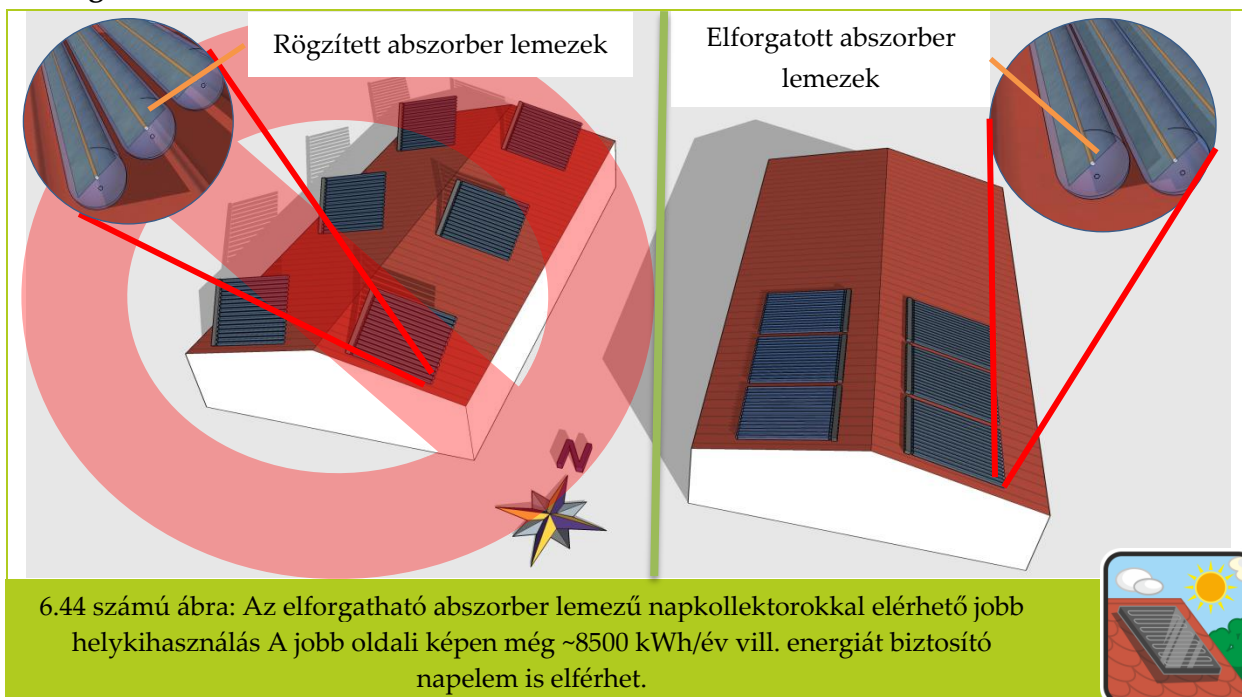 Rögzített abszorber lemezek
Elforgatott abszorber
lemezek
N
6.44 számú ábra: Az elforgatható abszorber lemezű napkollektorokkal elérhető jobb
helykihasználás A jobb oldali képen még ~8500 kWh/év vill. energiát biztosító
napelem is elférhet.